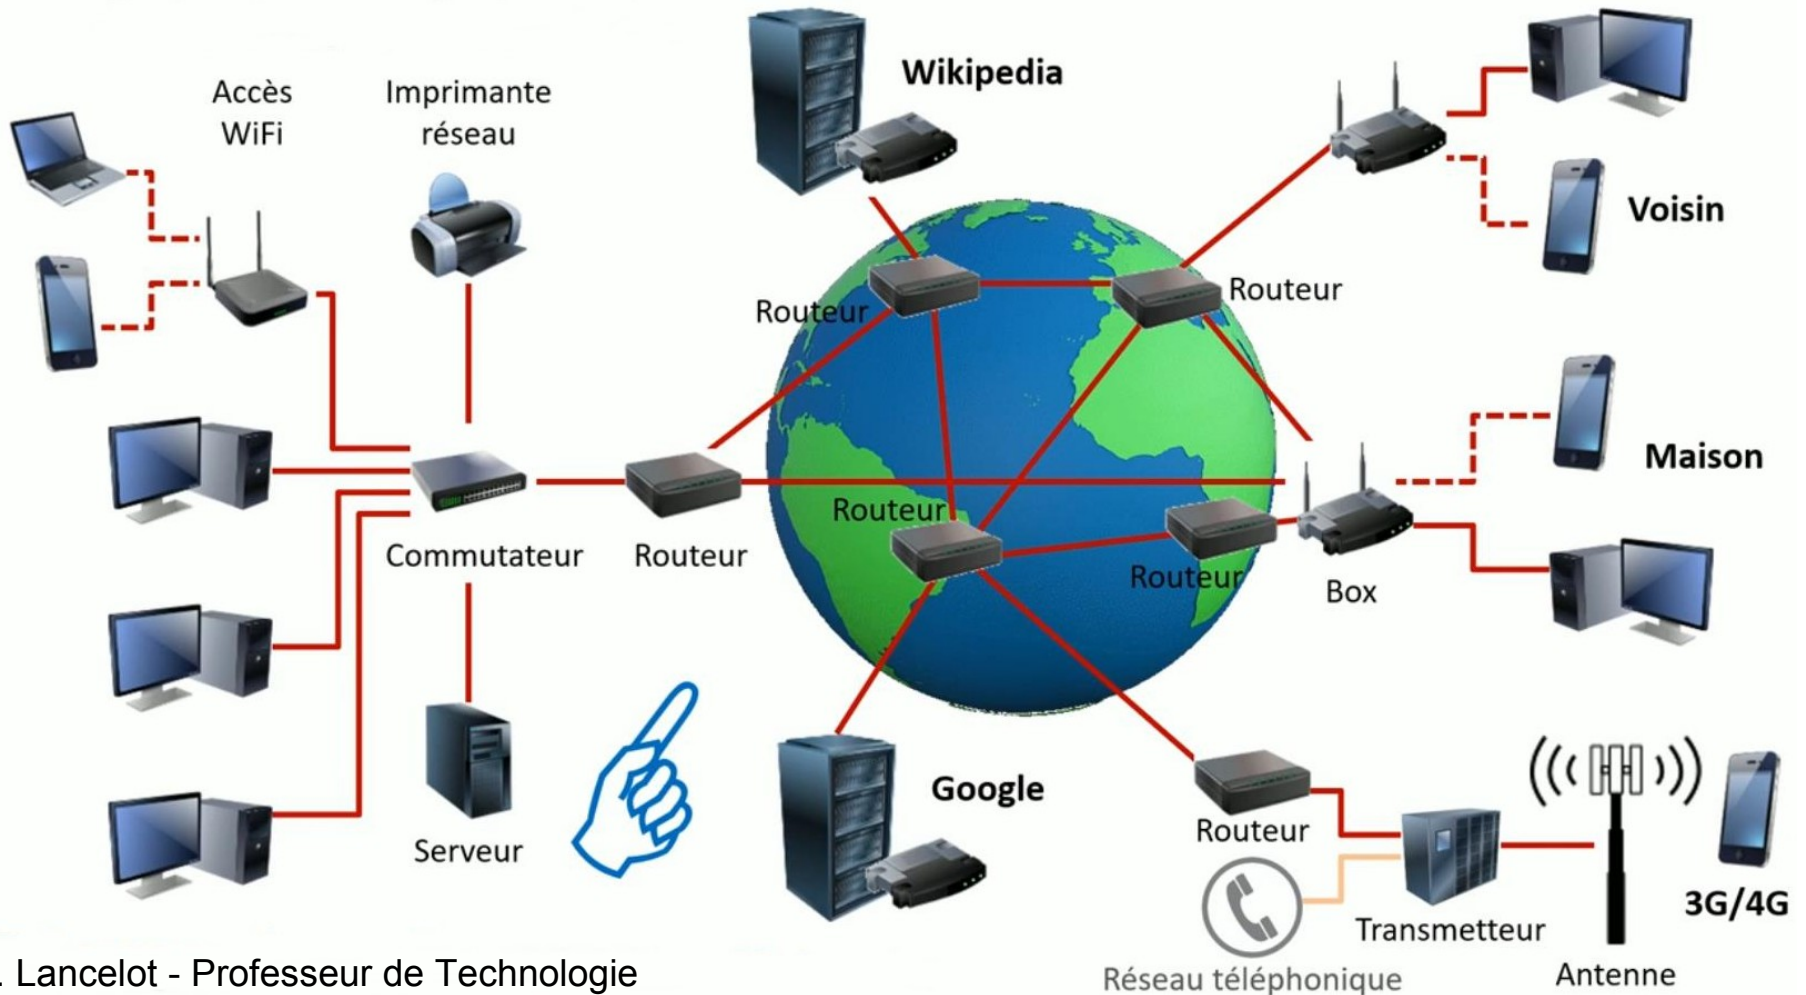 Accès
WiFi
Imprimante
réseau
Wikipedia
Voisin
Routeur
Routeur
Maison
Routeur
Commutateur
Routeur
Routeur
Box
Google
Serveur
Routeur
3G/4G
Transmetteur
Réseau téléphonique
Antenne
. Lancelot - Professeur de Technologie